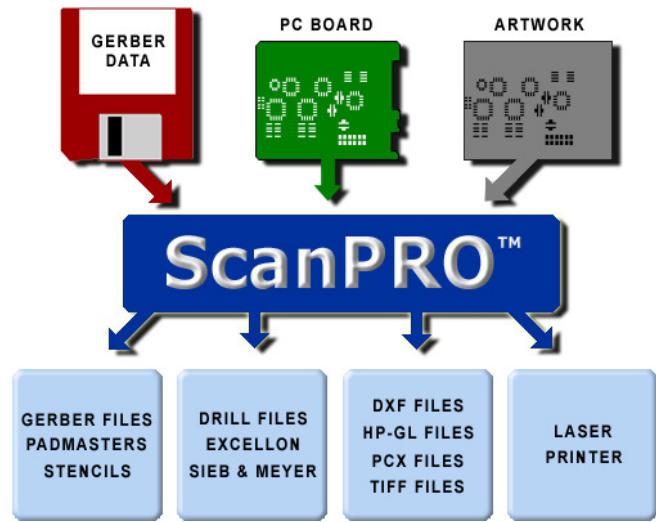 GERBER
DATA
PC BOARD
ARTWORK
ScanPRO™
GERBER FILES
PADMASTERS
STENCILS
DRILL FILES
EXCELLON
SIEB & MEYER
DXF FILES
HP-GL FILES
PCX FILES
TIFF FILES
LASER
PRINTER